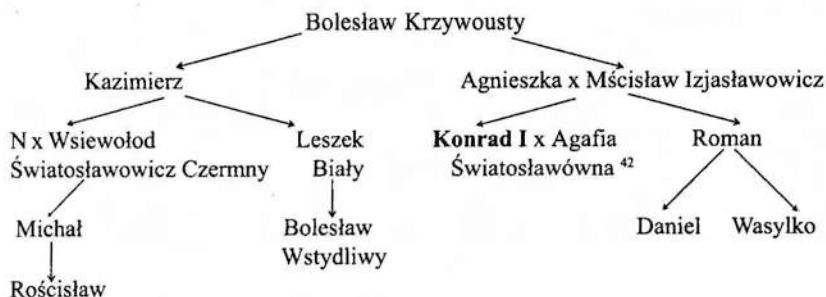 Bolesław Krzywousty
Kazimierz
Agnieszka x Mścisław Izjasławowicz
N x Wsiewołod
Światosławowicz Czermny
Leszek
Biały
Konrad I x Agafia
Światosławówna 42
Roman
Michał
Bolesław
Wstydliwy
Daniel
Wasylko
Rościsław